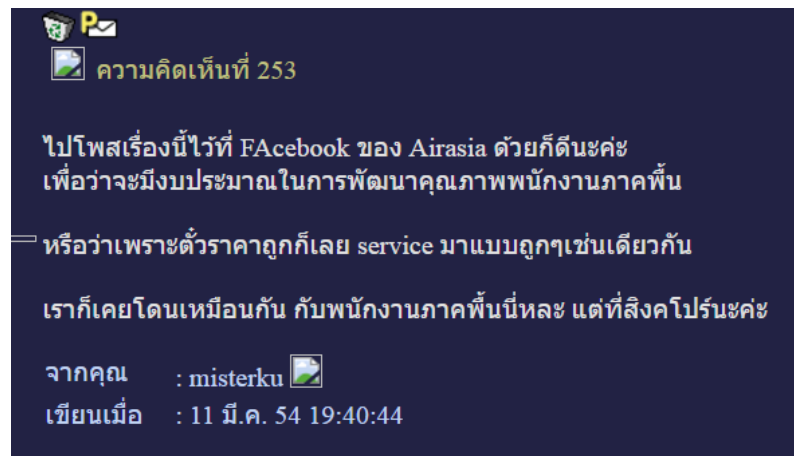 P
ความคิดเห็นที่ 253
ไปโพสเรื่องนี้ไว้ที่ FAcebook ของ Airasia ด้วยก็ดีนะค่ะ
เพื่อว่าจะมีงบประมาณในการพัฒนาคุณภาพพนักงานภาคพื้น
หรือว่าเพราะตั๋วราคาถูกก็เลย service มาแบบถูกๆเช่นเดียวกัน
เราก็เคยโดนเหมือนกัน กับพนักงานภาคพื้นนี่หละ แต่ที่สิงคโปร์นะค่ะ
จากคุณ : misterku
เขียนเมื่อ : 11 มี.ค. 54 19:40:44